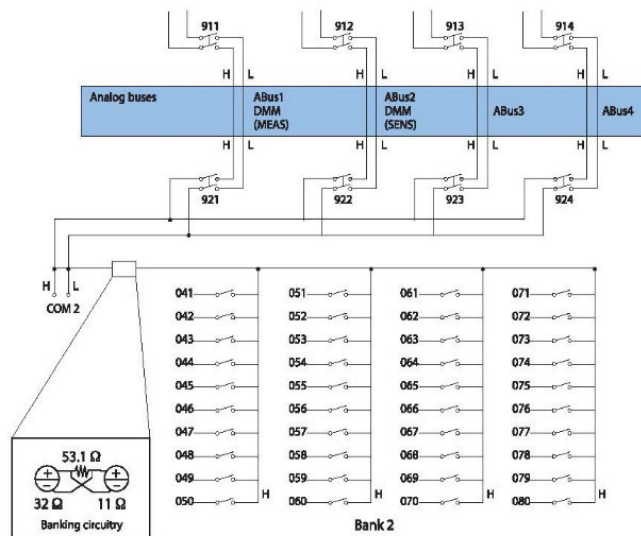 911 912 913 914
H L H L H L H L
Analog buses
ABus1
DMM
(MEAS)
ABus2
DMM
(SENS)
ABus3
ABus4
H L H L H L H L
921 922 923 924
H L
COM 2
041 051 061 071
042 052 062 072
043 053 063 073
044 054 064 074
045 055 065 075
046 056 066 076
047 057 067 077
048 058 068 078
049 059 069 079
H H H H
050 060 070 080
53.1 Ω
32 Ω 11 Ω
Banking circuitry
Bank 2